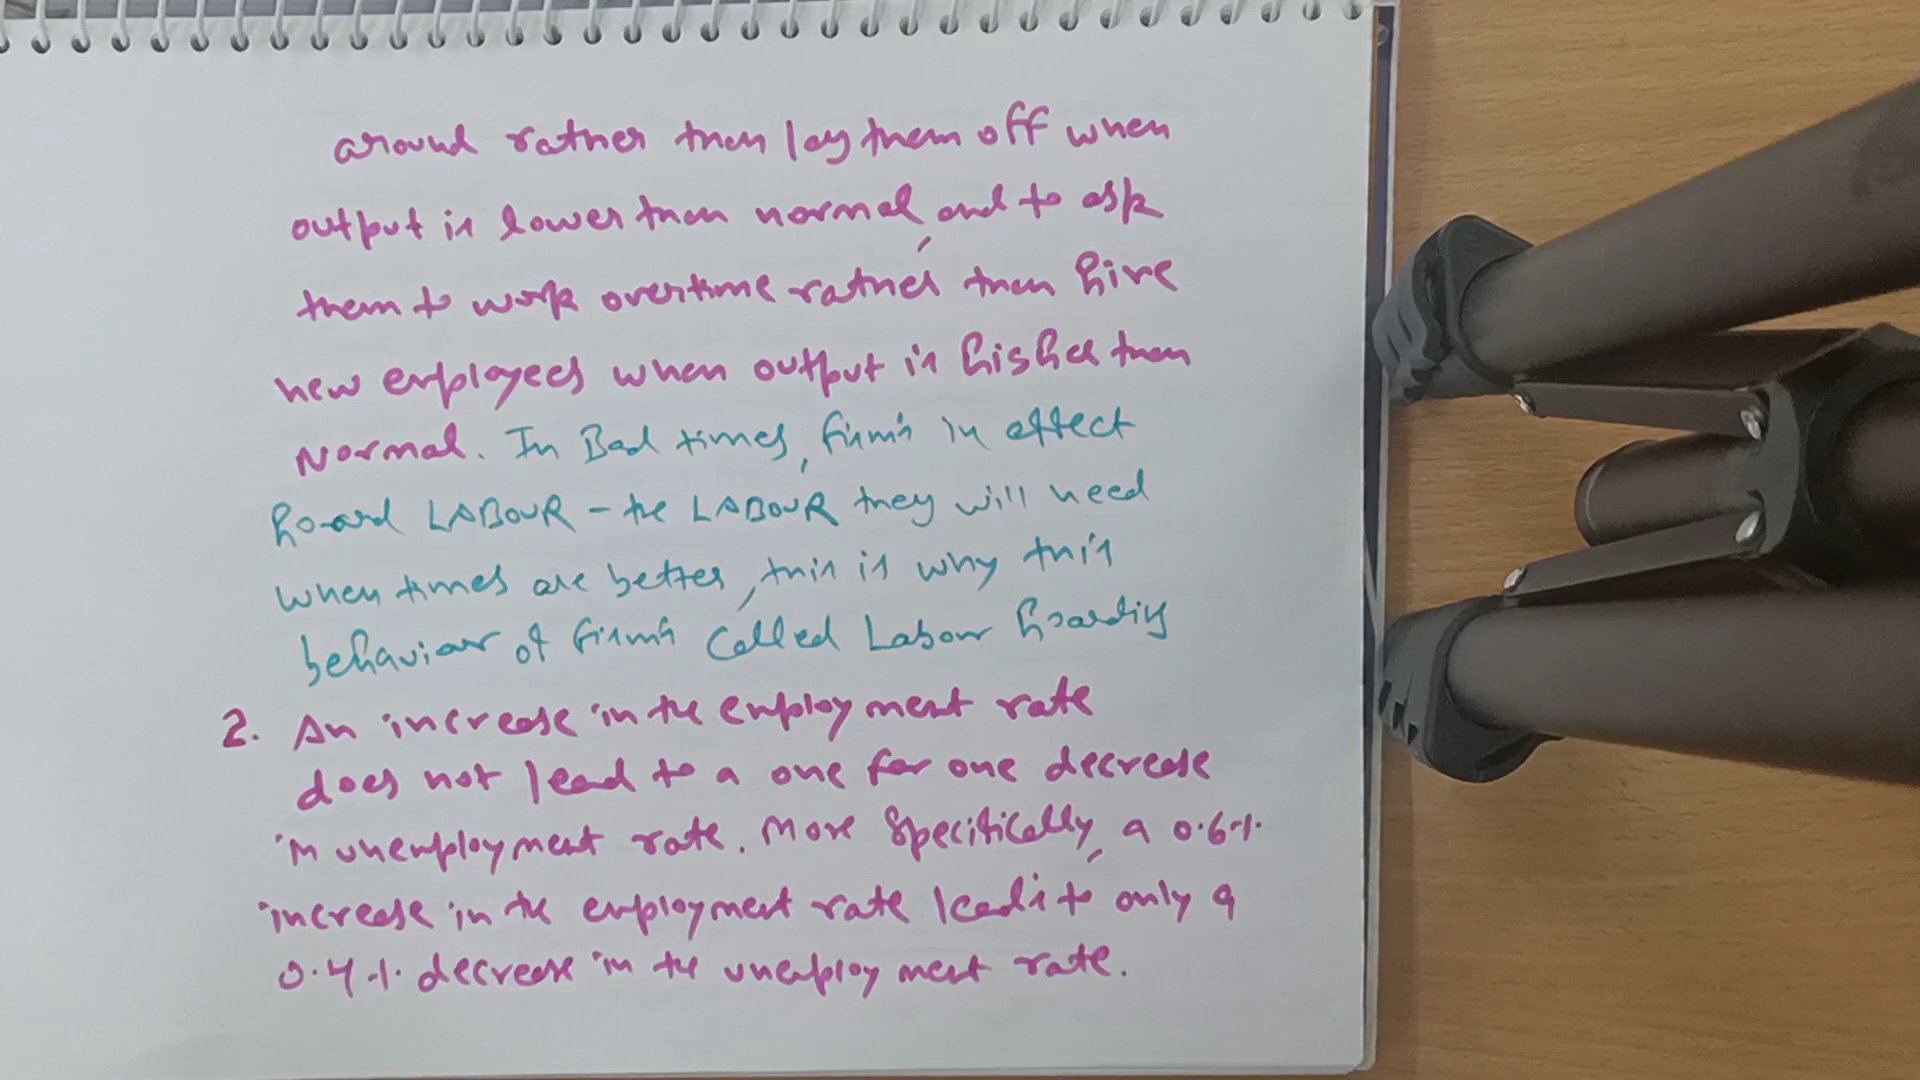 around rather than lay them off when
output is lower than normal, and to ask
them to work overtime rather than hire
new employees when output is higher than
Normal. In Bad times, firms in effect
hoard LABOUR - the LABOUR they will need
when times are better, this is why this
behaviour of firms called Labour hoarding
2. An increase in the employment rate
does not lead to a one for one decrease
in unemployment rate. More specifically, a 0.6%
increase in the employment rate leads to only a
0.4% decrease in the unemployment rate.